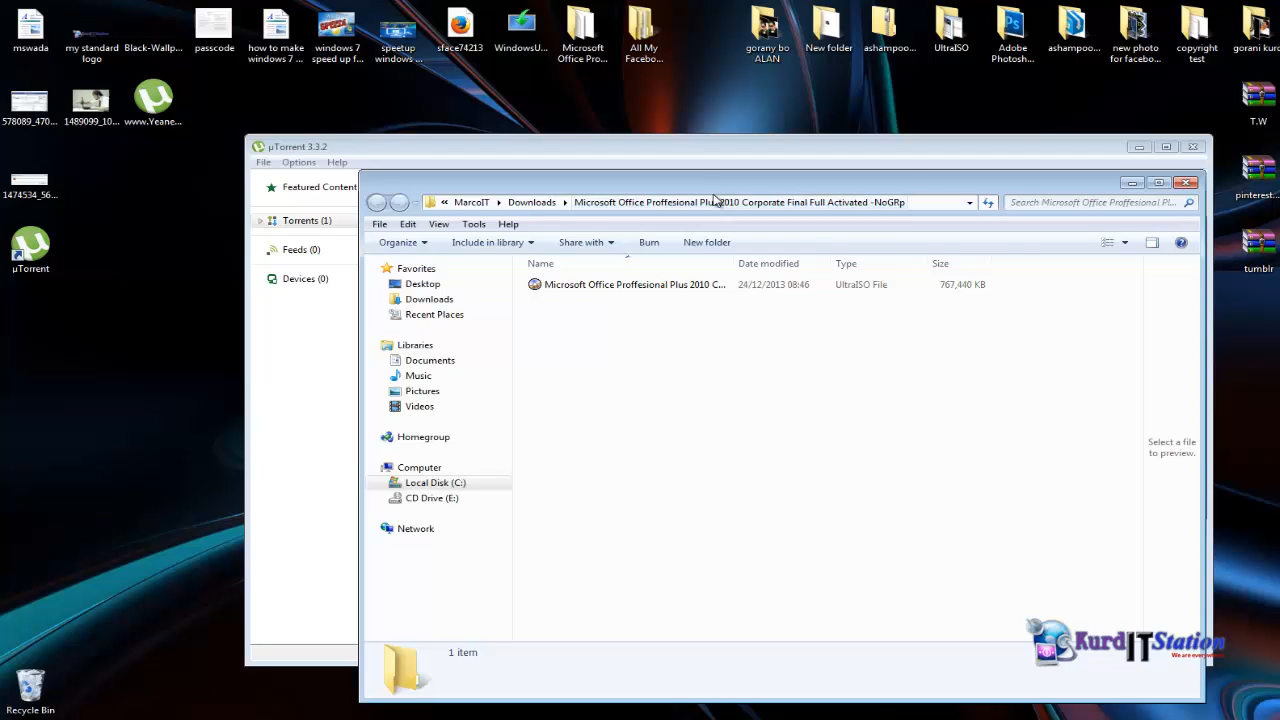 mswada
my standard
logo
Black-Wallp...
passcode
how to make
windows 7 ...
windows 7
speed up f...
speetup
windows ...
sface74213
WindowsU...
Microsoft
Office Pro...
All My
Facebo...
gorany bo
ALAN
New folder
ashampoo...
UltraISO
Adobe
Photosh...
ashampoo...
new photo
for facebo...
copyright
test
gorani kurd
578089_470...
1489099_10...
www.Yeane...
T.W
1474534_56...
pinterest...
µTorrent
tumblr
Recycle Bin
µTorrent 3.3.2
File Options Help
Featured Content
Torrents (1)
Feeds (0)
Devices (0)
« MarcoIT Downloads Microsoft Office Proffesional Plus 2010 Corporate Final Full Activated -NoGRp
Search Microsoft Office Proffesional Pl...
File Edit View Tools Help
Organize Include in library Share with Burn New folder
Name Date modified Type Size
Microsoft Office Proffesional Plus 2010 C... 24/12/2013 08:46 UltraISO File 767,440 KB
Favorites
Desktop
Downloads
Recent Places
Libraries
Documents
Music
Pictures
Videos
Homegroup
Computer
Local Disk (C:)
CD Drive (E:)
Network
Select a file
to preview.
1 item
KurdITStation